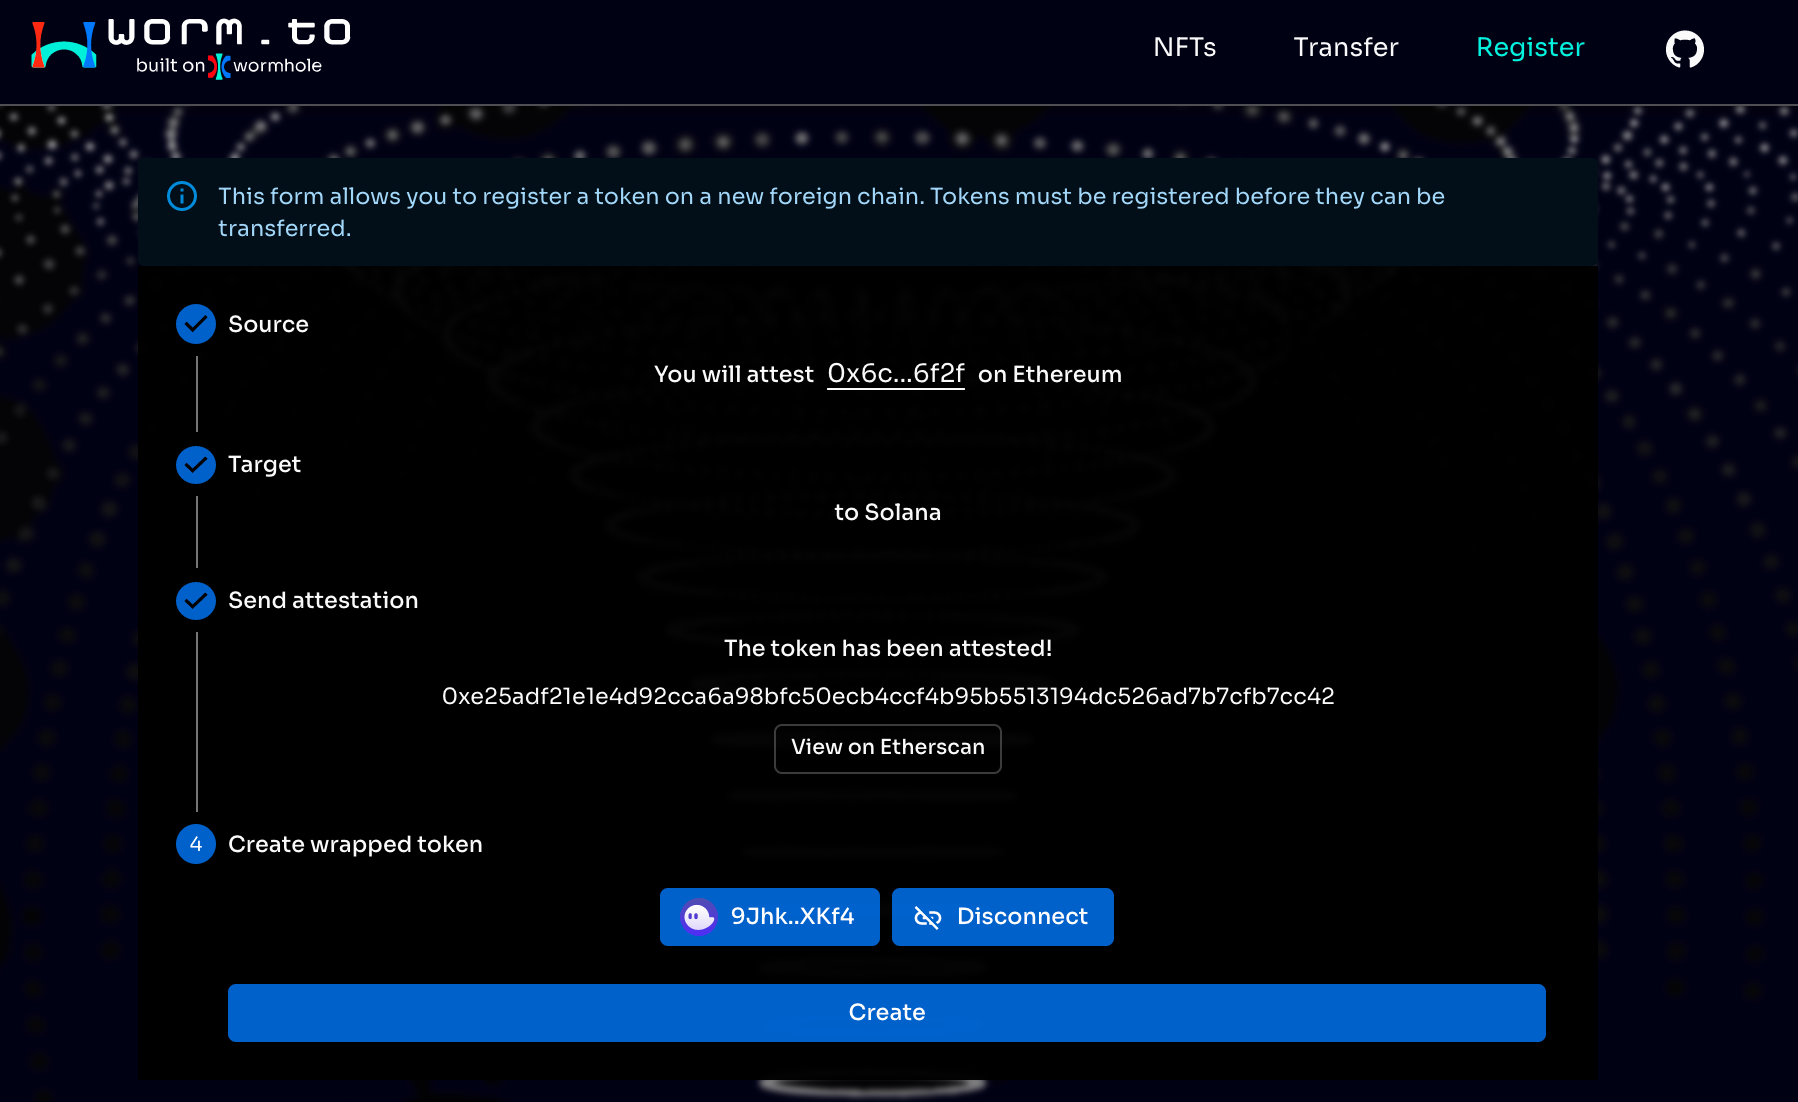 worm.to
built on wormhole
NFTs
Transfer
Register
This form allows you to register a token on a new foreign chain. Tokens must be registered before they can be
transferred.
Source
You will attest 0x6c...6f2f on Ethereum
Target
to Solana
Send attestation
The token has been attested!
0xe25adf21e1e4d92cca6a98bfc50ecb4ccf4b95b5513194dc526ad7b7cfb7cc42
View on Etherscan
4 Create wrapped token
9Jhk..XKf4
Disconnect
Create